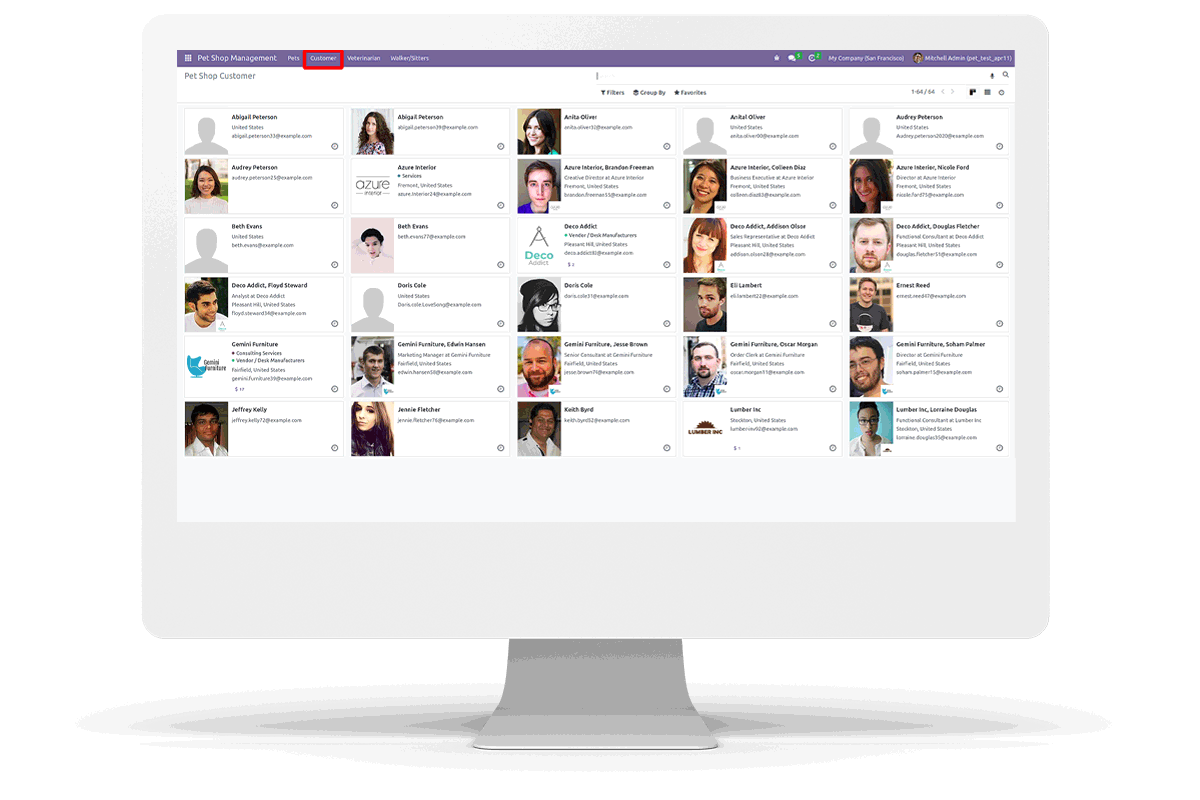 Pet Shop Management Pets Customer Veterinarian Walker/Sitters 5 2 My Company (San Francisco) Mitchell Admin (pet_test_apr11)
Pet Shop Customer
Filters Group By Favorites 1-64 / 64
Abigail Peterson
United States
abigail.peterson33@example.com
Abigail Peterson
abigail.peterson39@example.com
Anita Oliver
anita.oliver32@example.com
Anital Oliver
United States
anita.oliver00@example.com
Audrey Peterson
United States
Audrey.peterson2020@example.com
Audrey Peterson
audrey.peterson25@example.com
azure
interior
Azure Interior
Services
Fremont, United States
azure.Interior24@example.com
Azure Interior, Brandon Freeman
Creative Director at Azure Interior
Fremont, United States
brandon.freeman55@example.com
Azure Interior, Colleen Diaz
Business Executive at Azure Interior
Fremont, United States
colleen.diaz83@example.com
Azure Interior, Nicole Ford
Director at Azure Interior
Fremont, United States
nicole.ford75@example.com
Beth Evans
United States
beth.evans@example.com
Beth Evans
beth.evans77@example.com
Deco
Addict
Deco Addict
Vendor / Desk Manufacturers
Pleasant Hill, United States
deco.addict82@example.com
Deco Addict, Addison Olson
Sales Representative at Deco Addict
Pleasant Hill, United States
addison.olson28@example.com
Deco Addict, Douglas Fletcher
Functional Consultant at Deco Addict
Pleasant Hill, United States
douglas.fletcher51@example.com
Deco Addict, Floyd Steward
Analyst at Deco Addict
Pleasant Hill, United States
floyd.steward34@example.com
Doris Cole
United States
Doris.cole.LoveSong@example.com
Doris Cole
doris.cole31@example.com
Eli Lambert
eli.lambert22@example.com
Ernest Reed
ernest.reed47@example.com
Gemini
Furniture
Gemini Furniture
Consulting Services
Vendor / Desk Manufacturers
Fairfield, United States
gemini.furniture39@example.com
$ 17
Gemini Furniture, Edwin Hansen
Marketing Manager at Gemini Furniture
Fairfield, United States
edwin.hansen58@example.com
Gemini Furniture, Jesse Brown
Senior Consultant at Gemini Furniture
Fairfield, United States
jesse.brown74@example.com
Gemini Furniture, Oscar Morgan
Order Clerk at Gemini Furniture
Fairfield, United States
oscar.morgan11@example.com
Gemini Furniture, Soham Palmer
Director at Gemini Furniture
Fairfield, United States
soham.palmer15@example.com
Jeffrey Kelly
jeffrey.kelly72@example.com
Jennie Fletcher
jennie.fletcher76@example.com
Keith Byrd
keith.byrd52@example.com
LUMBER INC
Lumber Inc
Stockton, United States
lumber-inv92@example.com
$ 1
Lumber Inc, Lorraine Douglas
Functional Consultant at Lumber Inc
Stockton, United States
lorraine.douglas35@example.com